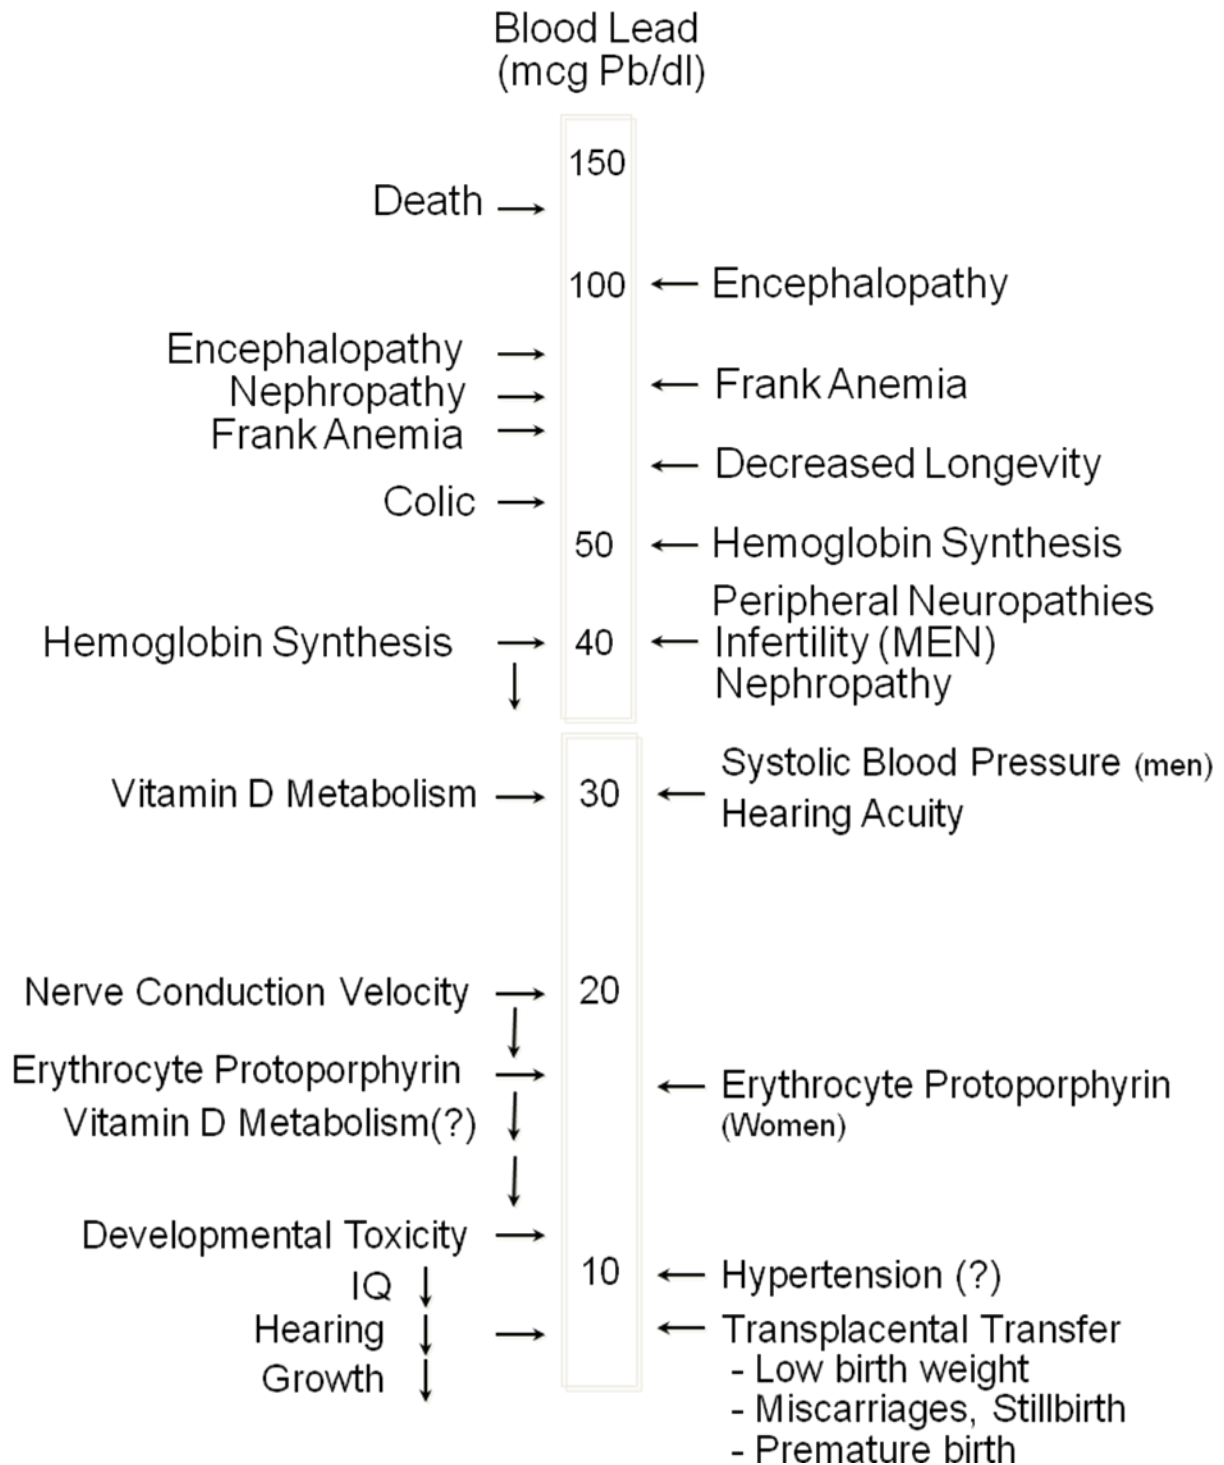 Blood Lead
(mcg Pb/dl)
150
Death
100
Encephalopathy
Encephalopathy
Nephropathy
Frank Anemia
Frank Anemia
Decreased Longevity
Colic
50
Hemoglobin Synthesis
Peripheral Neuropathies
Hemoglobin Synthesis
40
Infertility (MEN)
Nephropathy
Systolic Blood Pressure (men)
Vitamin D Metabolism
30
Hearing Acuity
Nerve Conduction Velocity
20
Erythrocyte Protoporphyrin
Erythrocyte Protoporphyrin
Vitamin D Metabolism(?)
(Women)
Developmental Toxicity
10
Hypertension (?)
IQ
Hearing
Transplacental Transfer
Growth
- Low birth weight
- Miscarriages, Stillbirth
- Premature birth